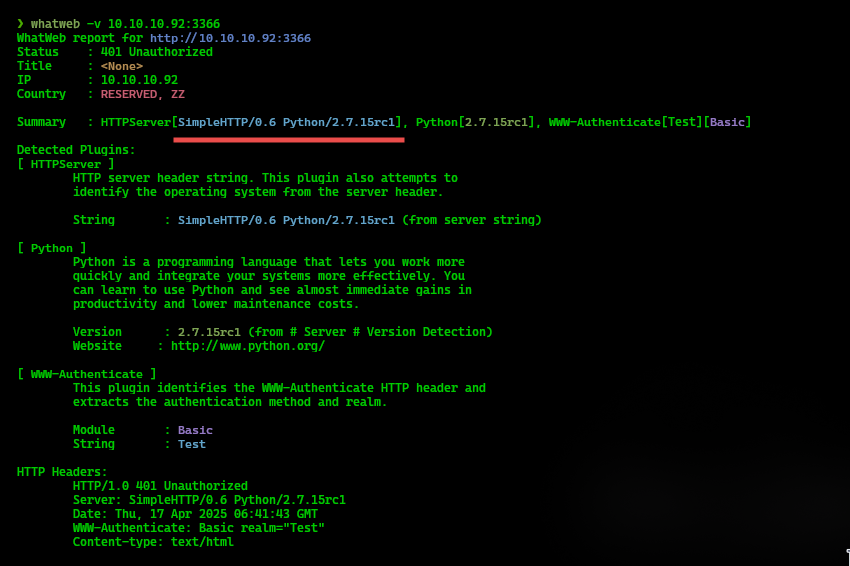 ❯ whatweb -v 10.10.10.92:3366
WhatWeb report for http://10.10.10.92:3366
Status    : 401 Unauthorized
Title     : <None>
IP        : 10.10.10.92
Country   : RESERVED, ZZ
Summary   : HTTPServer[SimpleHTTP/0.6 Python/2.7.15rc1], Python[2.7.15rc1], WWW-Authenticate[Test][Basic]
Detected Plugins:
[ HTTPServer ]
HTTP server header string. This plugin also attempts to
identify the operating system from the server header.
String       : SimpleHTTP/0.6 Python/2.7.15rc1 (from server string)
[ Python ]
Python is a programming language that lets you work more
quickly and integrate your systems more effectively. You
can learn to use Python and see almost immediate gains in
productivity and lower maintenance costs.
Version      : 2.7.15rc1 (from # Server # Version Detection)
Website     : http://www.python.org/
[ WWW-Authenticate ]
This plugin identifies the WWW-Authenticate HTTP header and
extracts the authentication method and realm.
Module       : Basic
String       : Test
HTTP Headers:
HTTP/1.0 401 Unauthorized
Server: SimpleHTTP/0.6 Python/2.7.15rc1
Date: Thu, 17 Apr 2025 06:41:43 GMT
WWW-Authenticate: Basic realm="Test"
Content-type: text/html